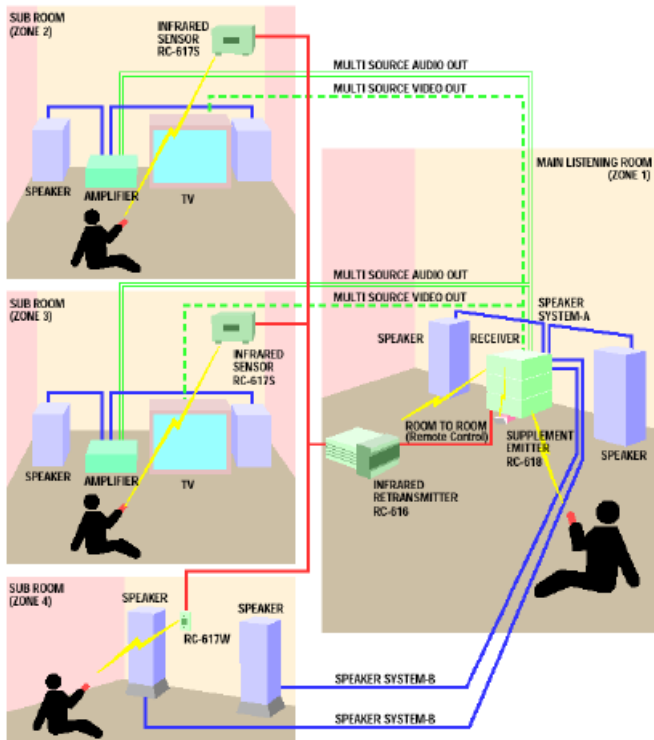 SUB ROOM
(ZONE 2)
INFRARED
SENSOR
RC-617S
MULTI SOURCE AUDIO OUT
MULTI SOURCE VIDEO OUT
SPEAKER
AMPLIFIER
TV
MAIN LISTENING ROOM
(ZONE 1)
SUB ROOM
(ZONE 3)
MULTI SOURCE AUDIO OUT
MULTI SOURCE VIDEO OUT
INFRARED
SENSOR
RC-617S
SPEAKER
AMPLIFIER
TV
SPEAKER
SYSTEM-A
SPEAKER
RECEIVER
ROOM TO ROOM
(Remote Control)
SUPPLEMENT
EMITTER
RC-618
SPEAKER
INFRARED
RETRANSMITTER
RC-616
SUB ROOM
(ZONE 4)
SPEAKER
SPEAKER
RC-617W
SPEAKER SYSTEM-B
SPEAKER SYSTEM-B